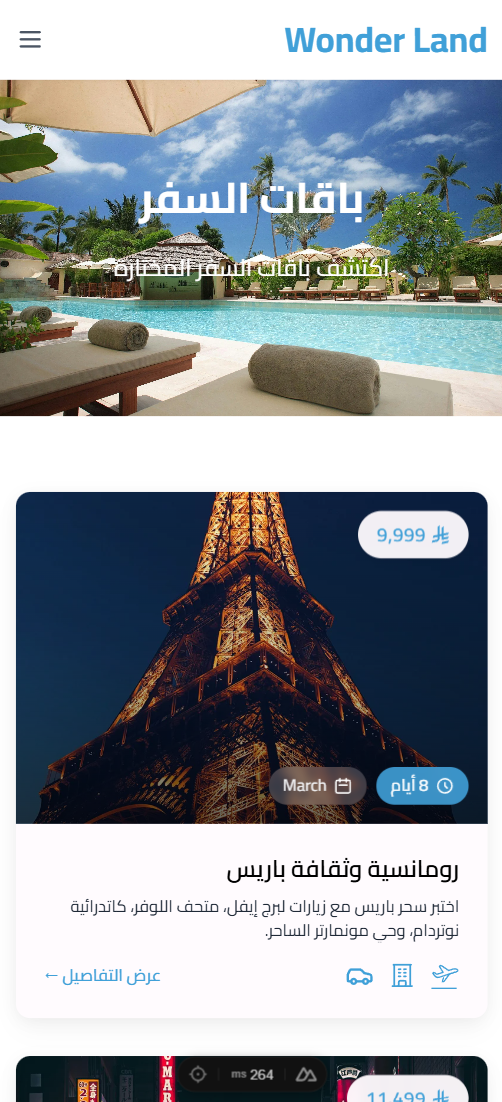 Wonder Land
باقات السفر
اكتشف باقات السفر المختارة
9,999
8 أيام
March
رومانسية وثقافة باريس
اختبر سحر باريس مع زيارات لبرج إيفل، متحف اللوفر، كاتدرائية
نوتردام، وحي مونمارتر الساحر.
عرض التفاصيل ←
264 ms
11,499